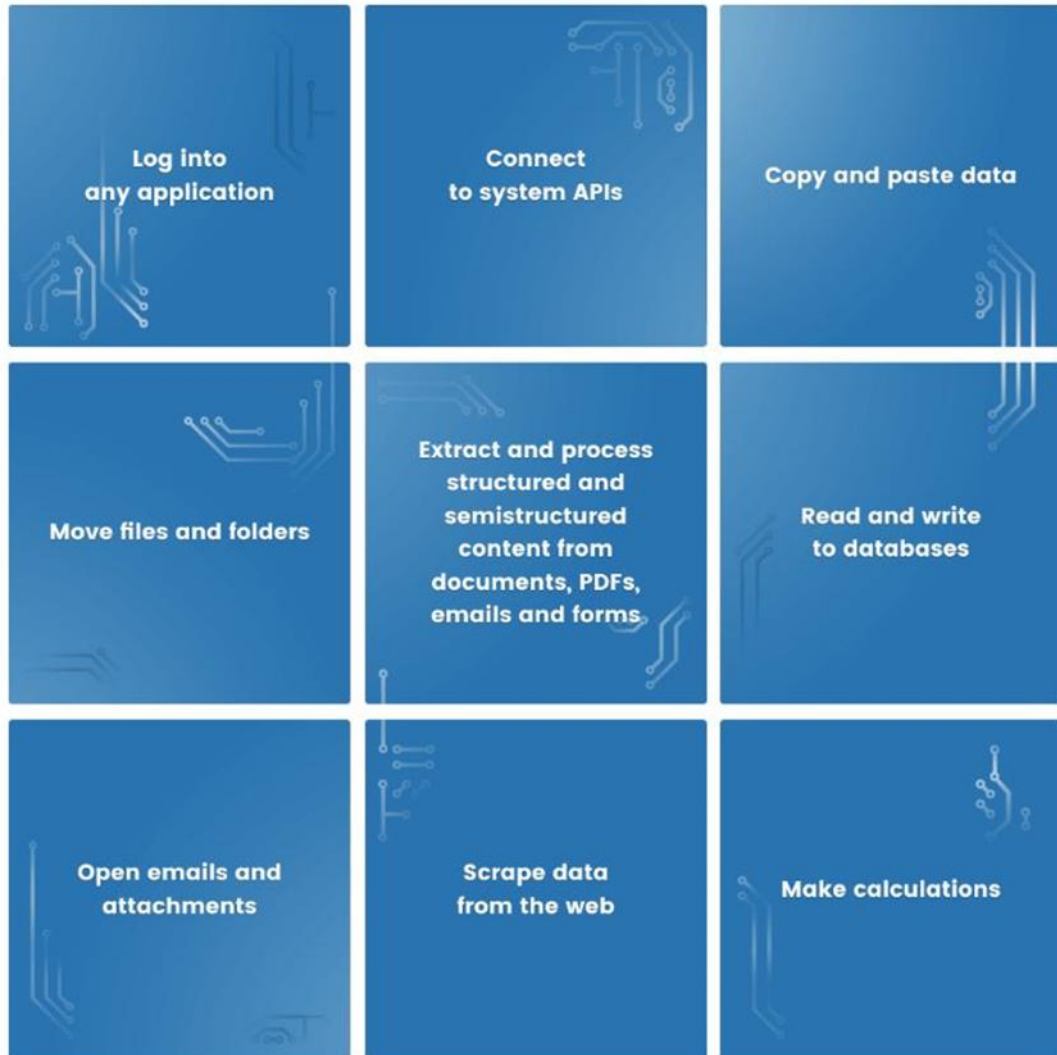 Log into
any application
Connect
to system APIs
Copy and paste data
Move files and folders
Extract and process
structured and
semistructured
content from
documents, PDFs,
emails and forms
Read and write
to databases
Open emails and
attachments
Scrape data
from the web
Make calculations